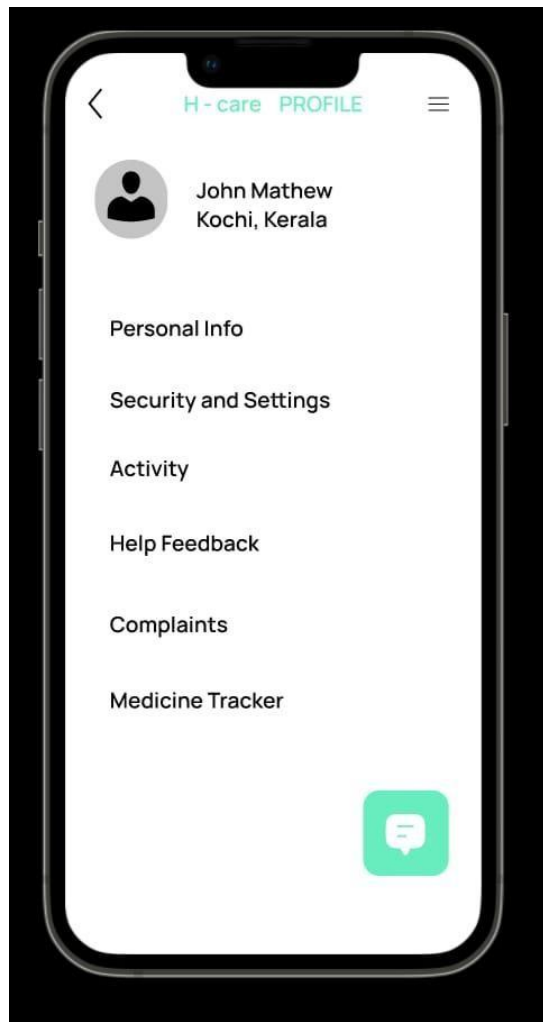 H - care PROFILE
John Mathew
Kochi, Kerala
Personal Info
Security and Settings
Activity
Help Feedback
Complaints
Medicine Tracker